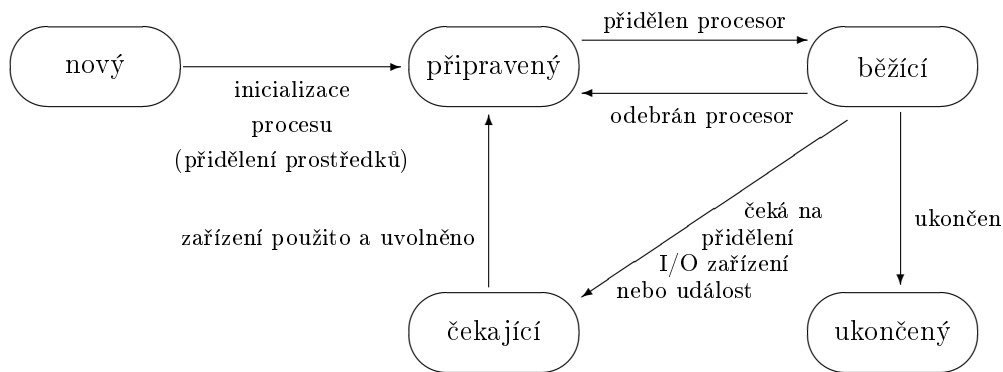 přidělen procesor
nový
připravený
běžící
inicializace
procesu
(přidělení prostředků)
odebrán procesor
zařízení použito a uvolněno
čeká na
přidělení
I/O zařízení
nebo událost
ukončen
čekající
ukončený